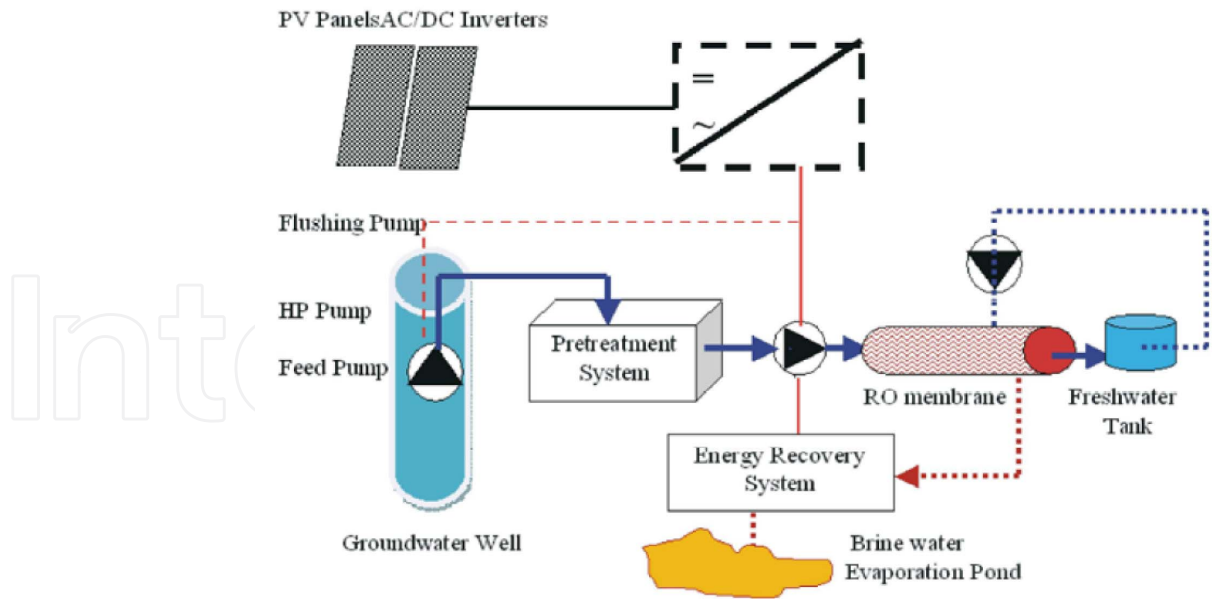 PV PanelsAC/DC Inverters
=
~
Flushing Pump
HP Pump
Feed Pump
Pretreatment
System
RO membrane
Freshwater
Tank
Energy Recovery
System
Groundwater Well
Brine water
Evaporation Pond